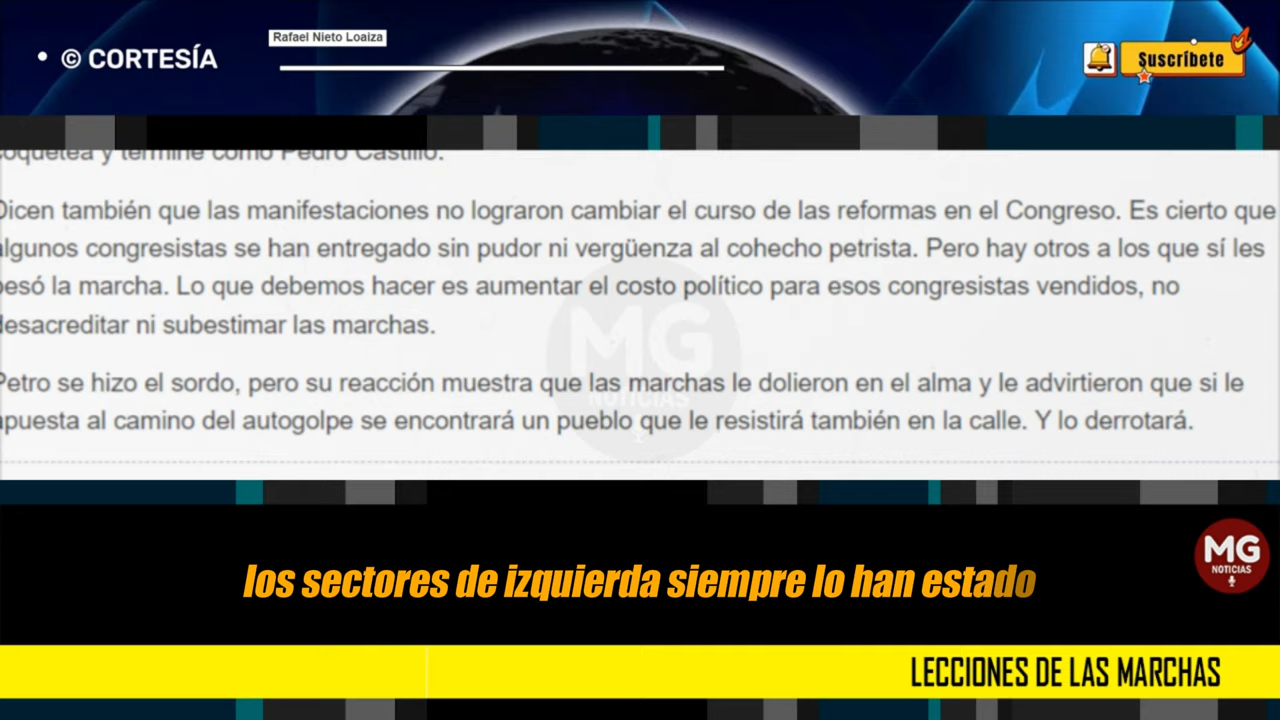 • © CORTESÍA
Rafael Nieto Loaiza
Suscríbete
coquetea y termine como Pedro Castillo.
Dicen también que las manifestaciones no lograron cambiar el curso de las reformas en el Congreso. Es cierto que
algunos congresistas se han entregado sin pudor ni vergüenza al cohecho petrista. Pero hay otros a los que sí les
pesó la marcha. Lo que debemos hacer es aumentar el costo político para esos congresistas vendidos, no
desacreditar ni subestimar las marchas.
Petro se hizo el sordo, pero su reacción muestra que las marchas le dolieron en el alma y le advirtieron que si le
apuesta al camino del autogolpe se encontrará un pueblo que le resistirá también en la calle. Y lo derrotará.
MG
NOTICIAS
los sectores de izquierda siempre lo han estado
MG
NOTICIAS
LECCIONES DE LAS MARCHAS